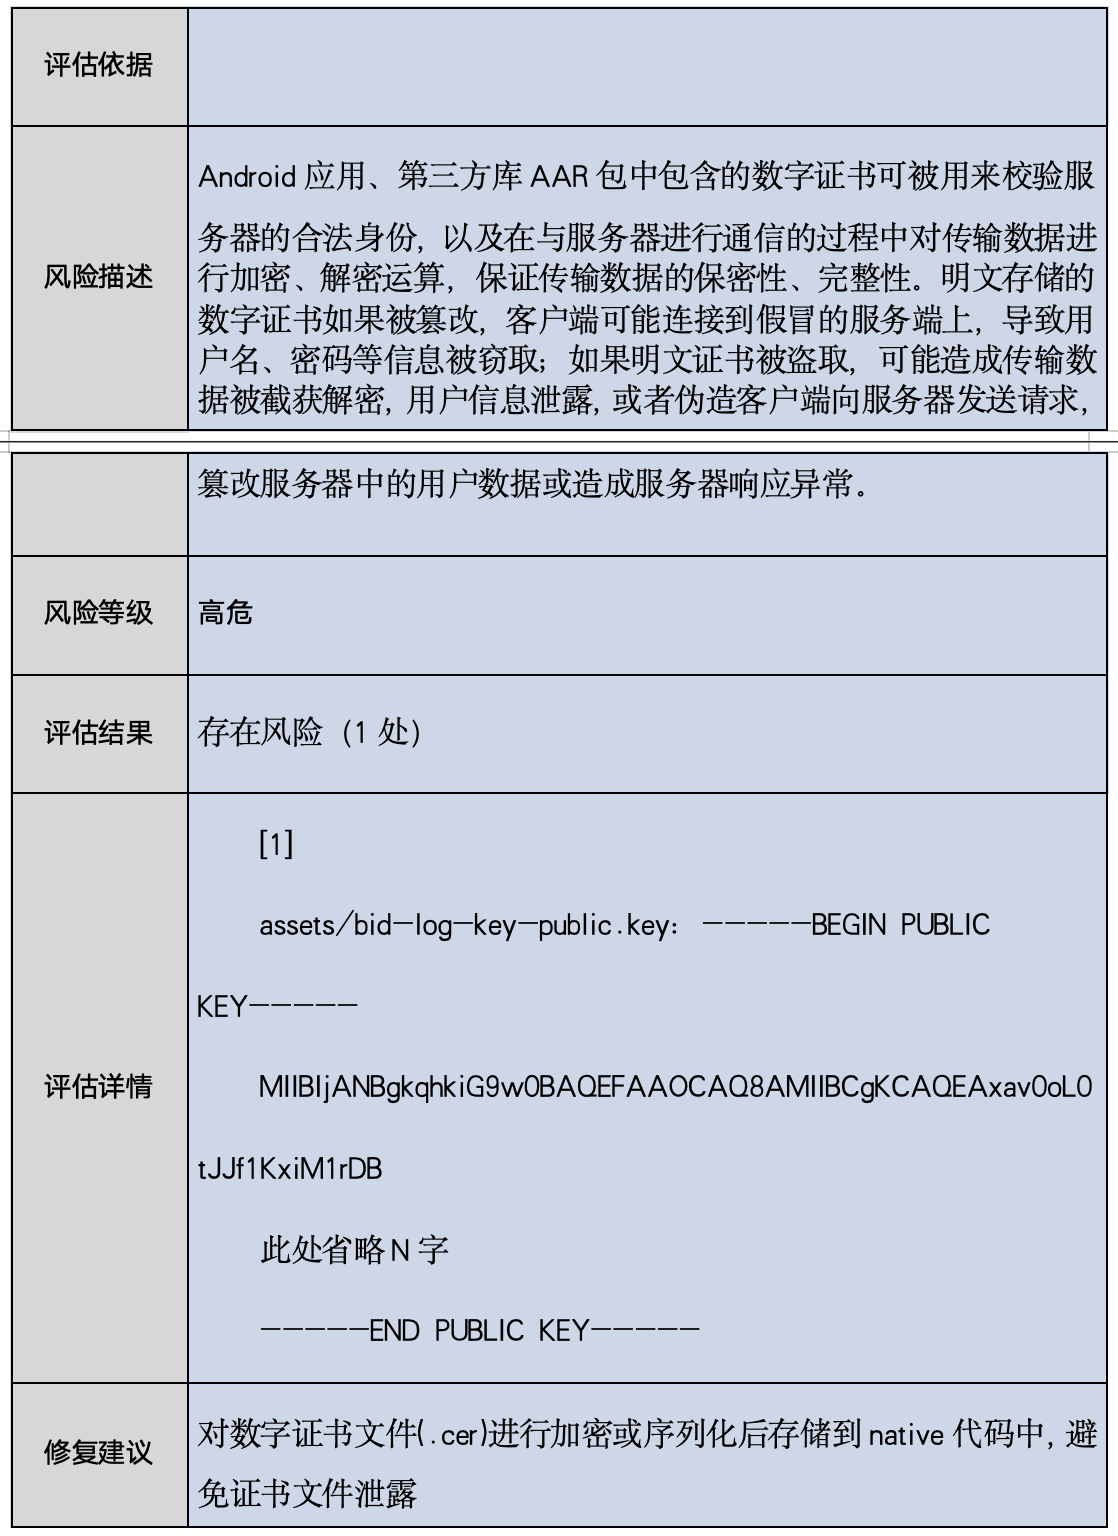 评估依据
风险描述
Android 应用、第三方库 AAR 包中包含的数字证书可被用来校验服
务器的合法身份，以及在与服务器进行通信的过程中对传输数据进
行加密、解密运算，保证传输数据的保密性、完整性。明文存储的
数字证书如果被篡改，客户端可能连接到假冒的服务端上，导致用
户名、密码等信息被窃取；如果明文证书被盗取，可能造成传输数
据被截获解密，用户信息泄露，或者伪造客户端向服务器发送请求，
篡改服务器中的用户数据或造成服务器响应异常。
风险等级
高危
评估结果
存在风险（1 处）
评估详情
[1]
assets/bid-log-key-public.key： -----BEGIN PUBLIC
KEY-----
MIIBIjANBgkqhkiG9w0BAQEFAAOCAQ8AMIIBCgKCAQEAxav0oL0
tJJf1KxiM1rDB
此处省略 N 字
-----END PUBLIC KEY-----
修复建议
对数字证书文件(.cer)进行加密或序列化后存储到 native 代码中，避
免证书文件泄露